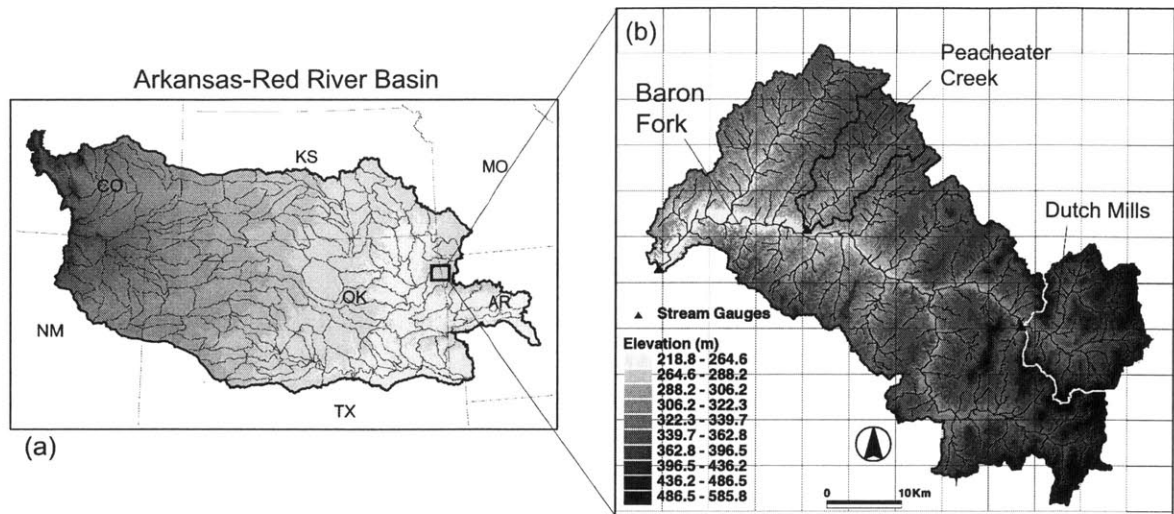 Arkansas-Red River Basin
KS
MO
CO
OK
AR
NM
TX
(a)
(b)
Peacheater
Creek
Baron
Fork
Dutch Mills
Stream Gauges
Elevation (m)
218.8 - 264.6
264.6 - 288.2
288.2 - 306.2
306.2 - 322.3
322.3 - 339.7
339.7 - 362.8
362.8 - 396.5
396.5 - 436.2
436.2 - 486.5
486.5 - 585.8
0 10 Km